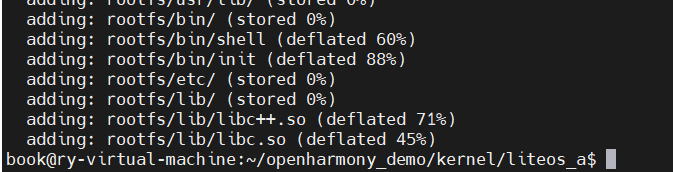 adding: rootfs/usr/lib/ (stored 0%)
adding: rootfs/bin/ (stored 0%)
adding: rootfs/bin/shell (deflated 60%)
adding: rootfs/bin/init (deflated 88%)
adding: rootfs/etc/ (stored 0%)
adding: rootfs/lib/ (stored 0%)
adding: rootfs/lib/libc++.so (deflated 71%)
adding: rootfs/lib/libc.so (deflated 45%)
book@ry-virtual-machine:~/openharmony_demo/kernel/liteos_a$